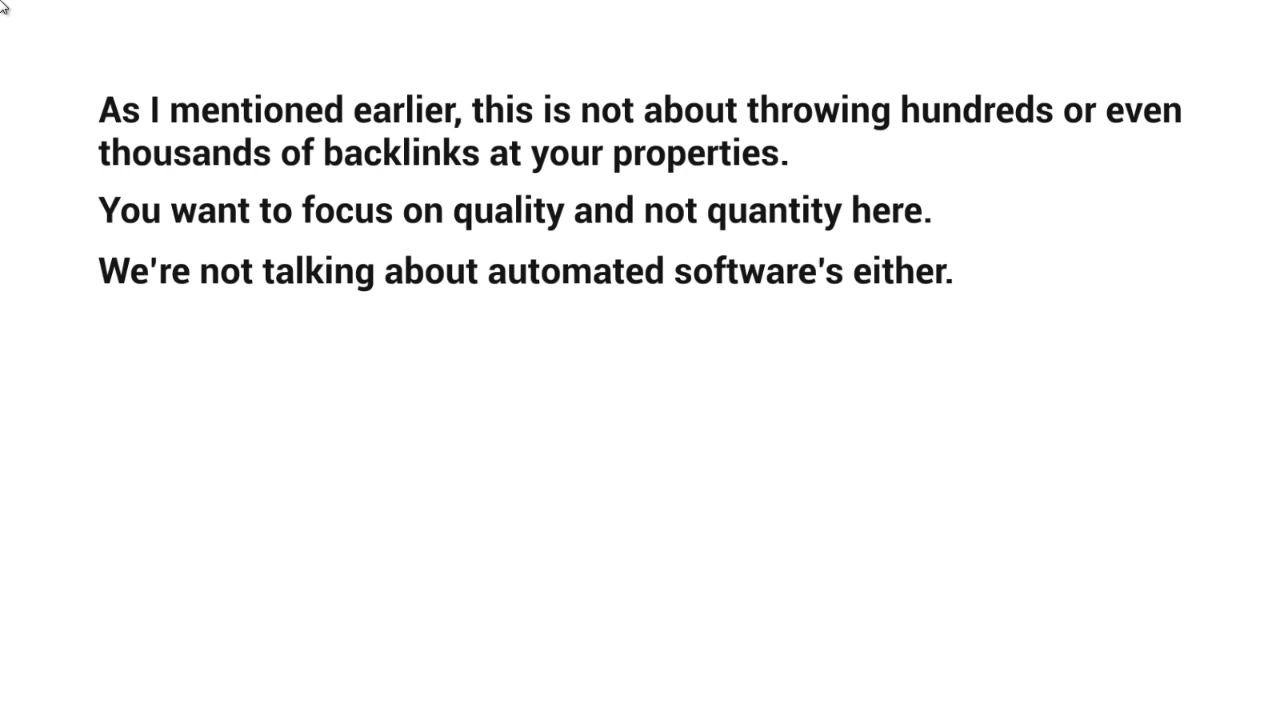 As I mentioned earlier, this is not about throwing hundreds or even
thousands of backlinks at your properties.
You want to focus on quality and not quantity here.
We're not talking about automated software's either.